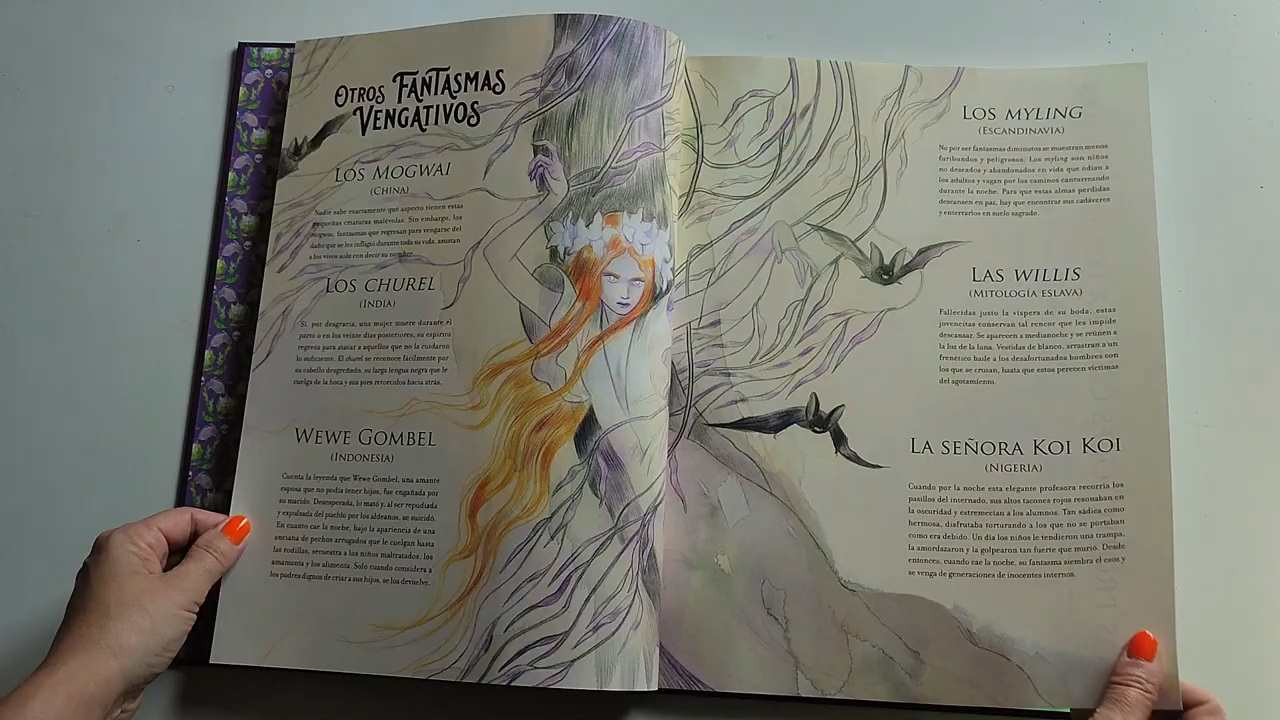 OTROS FANTASMAS
VENGATIVOS
LOS MOGWAI
(CHINA)
Nadie sabe exactamente qué aspecto tienen estas
pequeñas criaturas malévolas. Sin embargo, los
mogwai, fantasmas que regresan para vengarse del
daño que se les infligió durante toda su vida, asustan
a los vivos solo con decir su nombre.
LOS CHUREL
(INDIA)
Si, por desgracia, una mujer muere durante el
parto o en los veinte días posteriores, su espíritu
regresa para atacar a aquellos que no la cuidaron
lo suficiente. El churel se reconoce fácilmente por
su cabello desgreñado, su larga lengua negra que le
cuelga de la boca y sus pies retorcidos hacia atrás.
WEWE GOMBEL
(INDONESIA)
Cuenta la leyenda que Wewe Gombel, una amante
esposa que no podía tener hijos, fue engañada por
su marido. Desesperada, lo mató y, al ser repudiada
y expulsada del pueblo por los aldeanos, se suicidó.
En cuanto cae la noche, bajo la apariencia de una
anciana de pechos arrugados que le cuelgan hasta
las rodillas, secuestra a los niños maltratados, los
amamanta y los alimenta. Solo cuando considera a
los padres dignos de criar a sus hijos, se los devuelve.
LOS MYLING
(ESCANDINAVIA)
No por ser fantasmas diminutos se muestran menos
furibundos y peligrosos. Los myling son niños
no deseados y abandonados en vida que odian a
los adultos y vagan por los caminos canturreando
durante la noche. Para que estas almas perdidas
descansen en paz, hay que encontrar sus cadáveres
y enterrarlos en suelo sagrado.
LAS WILLIS
(MITOLOGÍA ESLAVA)
Fallecidas justo la víspera de su boda, estas
jovencitas conservan tal rencor que les impide
descansar. Se aparecen a medianoche y se reúnen a
la luz de la luna. Vestidas de blanco, arrastran a un
frenético baile a los desafortunados hombres con
los que se cruzan, hasta que estos perecen víctimas
del agotamiento.
LA SEÑORA KOI KOI
(NIGERIA)
Cuando por la noche esta elegante profesora recorría los
pasillos del internado, sus altos tacones rojos resonaban en
la oscuridad y estremecían a los alumnos. Tan sádica como
hermosa, disfrutaba torturando a los que no se portaban
como era debido. Un día los niños le tendieron una trampa,
la amordazaron y la golpearon tan fuerte que murió. Desde
entonces, cuando cae la noche, su fantasma siembra el caos y
se venga de generaciones de inocentes internos.